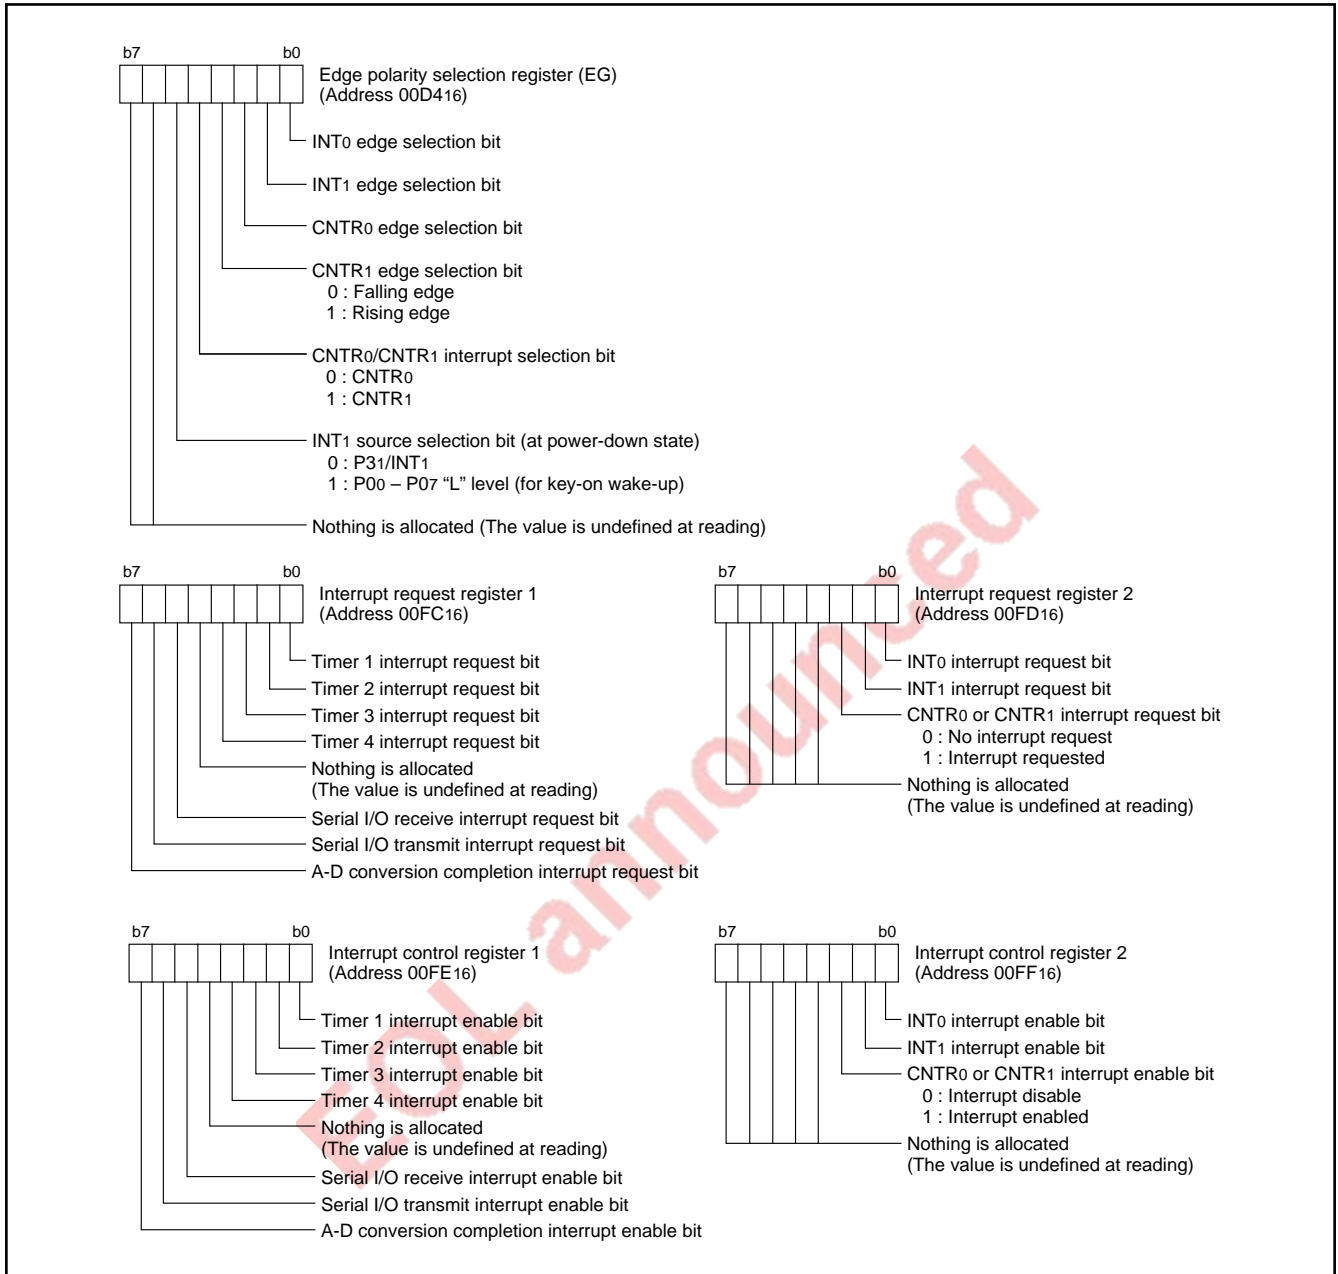 b7 b0
Edge polarity selection register (EG)
(Address 00D416)
INT0 edge selection bit
INT1 edge selection bit
CNTR0 edge selection bit
CNTR1 edge selection bit
0 : Falling edge
1 : Rising edge
CNTR0/CNTR1 interrupt selection bit
0 : CNTR0
1 : CNTR1
INT1 source selection bit (at power-down state)
0 : P31/INT1
1 : P00 – P07 “L” level (for key-on wake-up)
Nothing is allocated (The value is undefined at reading)
b7 b0
Interrupt request register 1
(Address 00FC16)
Timer 1 interrupt request bit
Timer 2 interrupt request bit
Timer 3 interrupt request bit
Timer 4 interrupt request bit
Nothing is allocated
(The value is undefined at reading)
Serial I/O receive interrupt request bit
Serial I/O transmit interrupt request bit
A-D conversion completion interrupt request bit
b7 b0
Interrupt request register 2
(Address 00FD16)
INT0 interrupt request bit
INT1 interrupt request bit
CNTR0 or CNTR1 interrupt request bit
0 : No interrupt request
1 : Interrupt requested
Nothing is allocated
(The value is undefined at reading)
b7 b0
Interrupt control register 1
(Address 00FE16)
Timer 1 interrupt enable bit
Timer 2 interrupt enable bit
Timer 3 interrupt enable bit
Timer 4 interrupt enable bit
Nothing is allocated
(The value is undefined at reading)
Serial I/O receive interrupt enable bit
Serial I/O transmit interrupt enable bit
A-D conversion completion interrupt enable bit
b7 b0
Interrupt control register 2
(Address 00FF16)
INT0 interrupt enable bit
INT1 interrupt enable bit
CNTR0 or CNTR1 interrupt enable bit
0 : Interrupt disable
1 : Interrupt enabled
Nothing is allocated
(The value is undefined at reading)
EOL announced